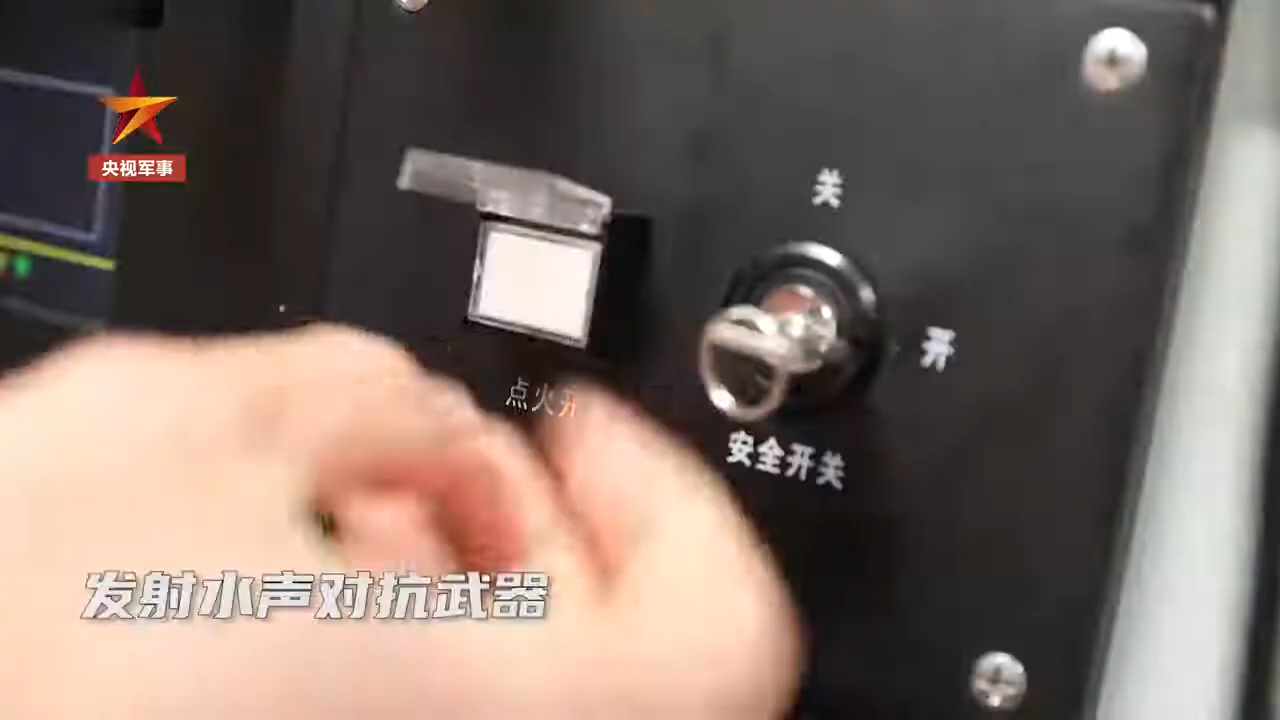 央视军事
关
开
点火开
安全开关
发射水声对抗武器